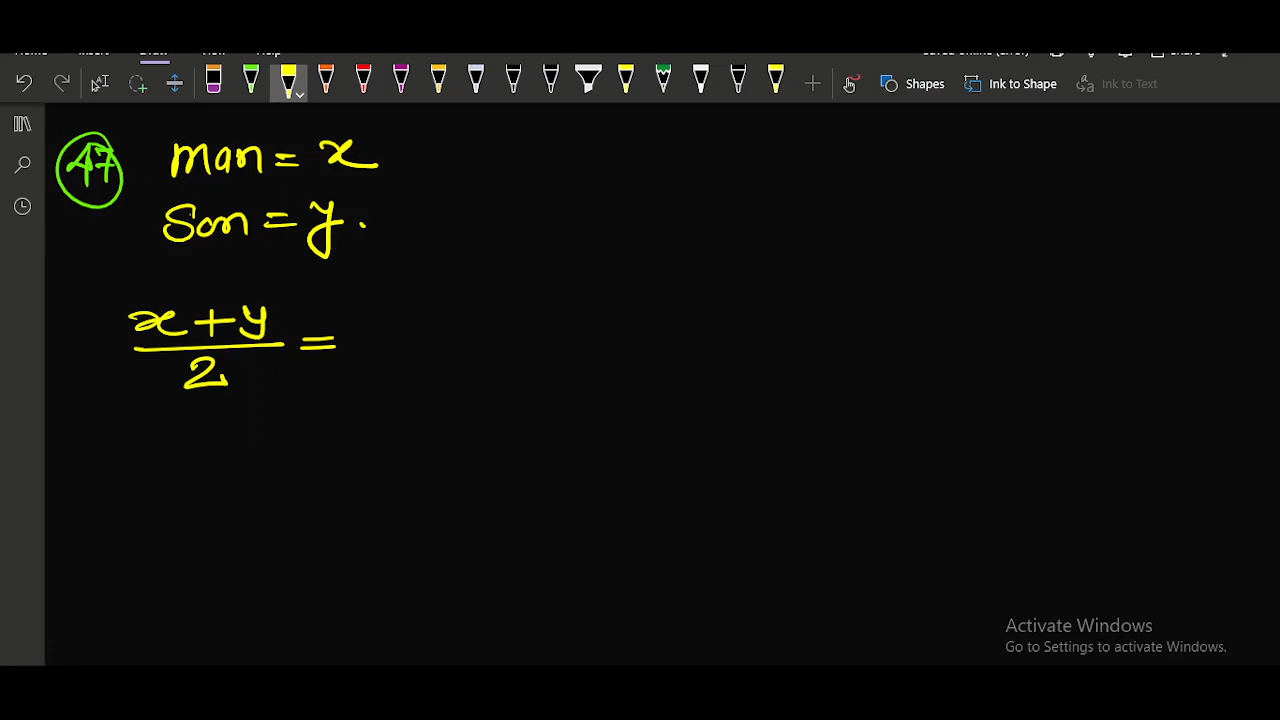 Ink to Shape
Shapes
Ink to Text
47
Man = x
Son = y.
x + y
2
=
Activate Windows
Go to Settings to activate Windows.